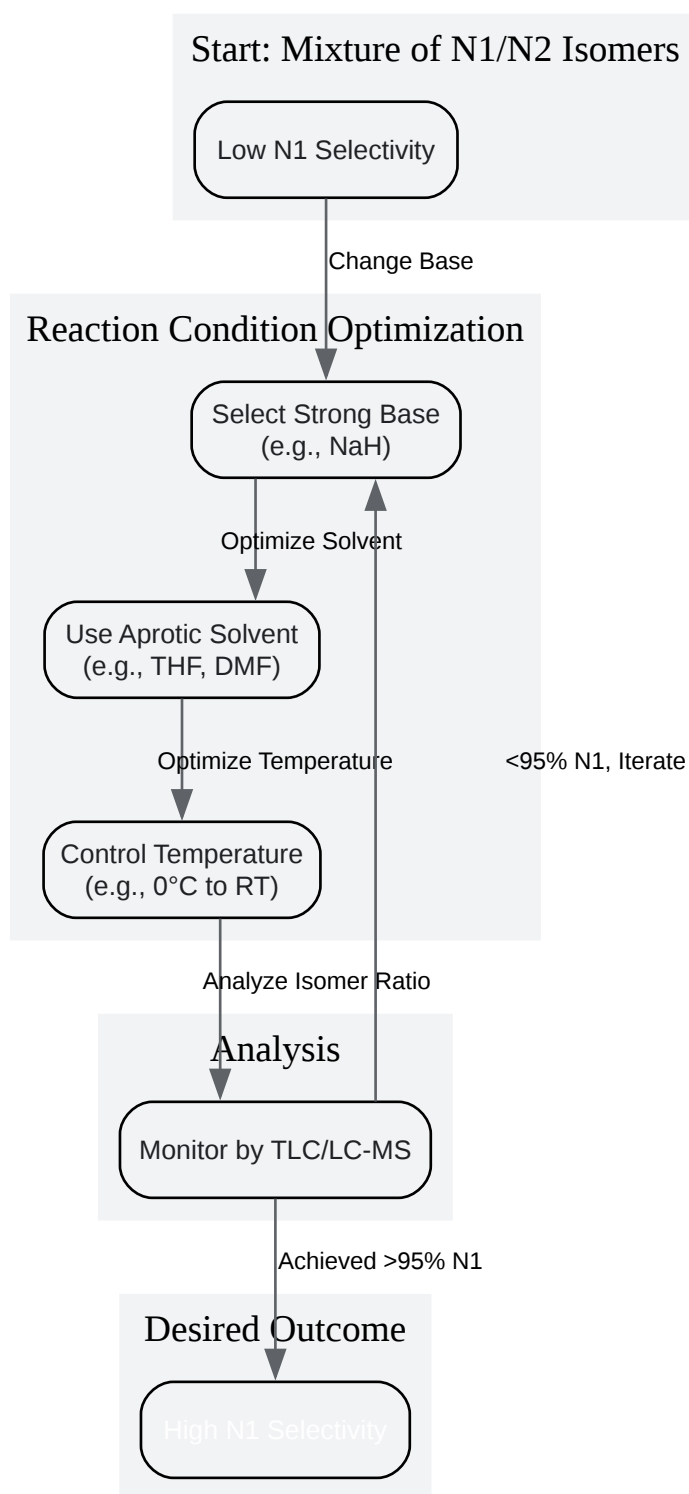 Start: Mixture of N1/N2 Isomers
Low N1 Selectivity
Change Base
Reaction Condition Optimization
Select Strong Base
(e.g., NaH)
Optimize Solvent
Use Aprotic Solvent
(e.g., THF, DMF)
Optimize Temperature
<95% N1, Iterate
Control Temperature
(e.g., 0°C to RT)
Analyze Isomer Ratio
Analysis
Monitor by TLC/LC-MS
Achieved >95% N1
Desired Outcome
High N1 Selectivity